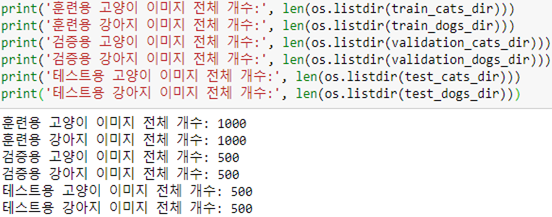 print('훈련용 고양이 이미지 전체 개수:', len(os.listdir(train_cats_dir)))
print('훈련용 강아지 이미지 전체 개수:', len(os.listdir(train_dogs_dir)))
print('검증용 고양이 이미지 전체 개수:', len(os.listdir(validation_cats_dir)))
print('검증용 강아지 이미지 전체 개수:', len(os.listdir(validation_dogs_dir)))
print('테스트용 고양이 이미지 전체 개수:', len(os.listdir(test_cats_dir)))
print('테스트용 강아지 이미지 전체 개수:', len(os.listdir(test_dogs_dir)))
훈련용 고양이 이미지 전체 개수: 1000
훈련용 강아지 이미지 전체 개수: 1000
검증용 고양이 이미지 전체 개수: 500
검증용 강아지 이미지 전체 개수: 500
테스트용 고양이 이미지 전체 개수: 500
테스트용 강아지 이미지 전체 개수: 500